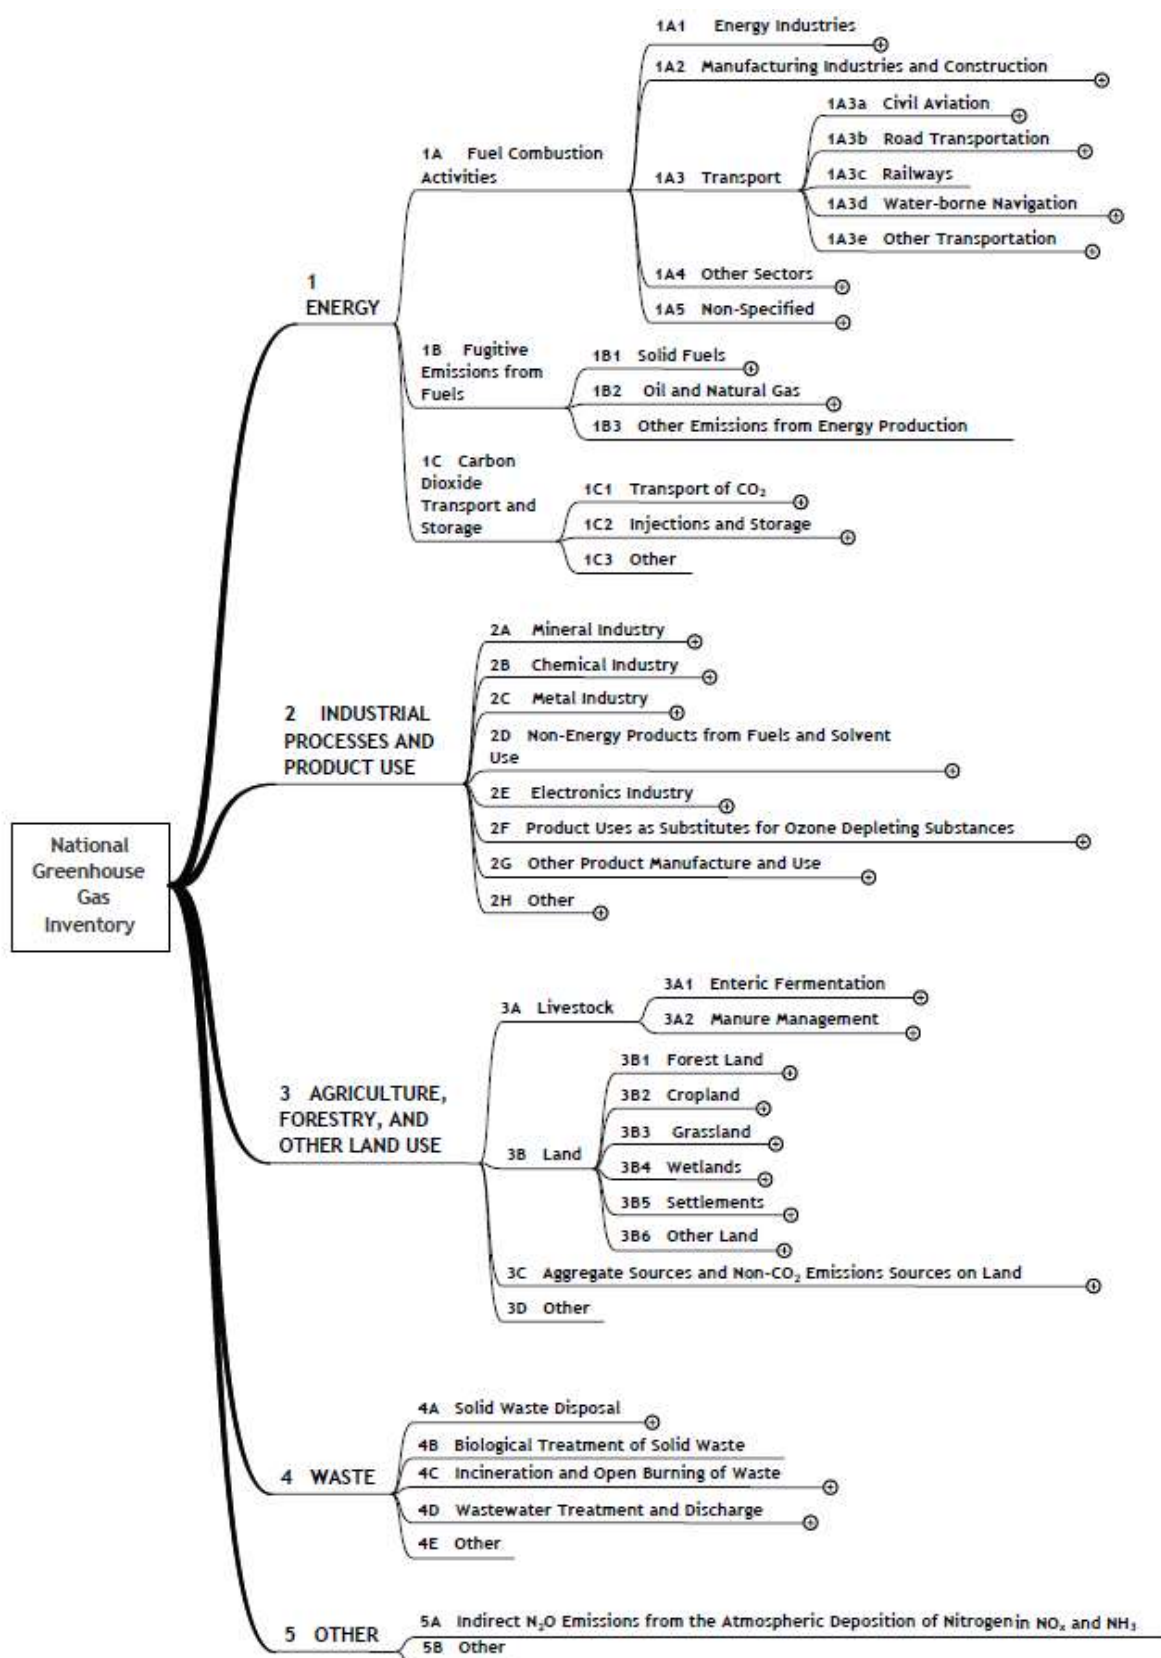 National
Greenhouse
Gas
Inventory
1
ENERGY
1A Fuel Combustion
Activities
1A1 Energy Industries
1A2 Manufacturing Industries and Construction
1A3 Transport
1A3a Civil Aviation
1A3b Road Transportation
1A3c Railways
1A3d Water-borne Navigation
1A3e Other Transportation
1A4 Other Sectors
1A5 Non-Specified
1B Fugitive
Emissions from
Fuels
1B1 Solid Fuels
1B2 Oil and Natural Gas
1B3 Other Emissions from Energy Production
1C Carbon
Dioxide
Transport and
Storage
1C1 Transport of CO₂
1C2 Injections and Storage
1C3 Other
2 INDUSTRIAL
PROCESSES AND
PRODUCT USE
2A Mineral Industry
2B Chemical Industry
2C Metal Industry
2D Non-Energy Products from Fuels and Solvent
Use
2E Electronics Industry
2F Product Uses as Substitutes for Ozone Depleting Substances
2G Other Product Manufacture and Use
2H Other
3 AGRICULTURE,
FORESTRY, AND
OTHER LAND USE
3A Livestock
3A1 Enteric Fermentation
3A2 Manure Management
3B Land
3B1 Forest Land
3B2 Cropland
3B3 Grassland
3B4 Wetlands
3B5 Settlements
3B6 Other Land
3C Aggregate Sources and Non-CO₂ Emissions Sources on Land
3D Other
4 WASTE
4A Solid Waste Disposal
4B Biological Treatment of Solid Waste
4C Incineration and Open Burning of Waste
4D Wastewater Treatment and Discharge
4E Other
5 OTHER
5A Indirect N₂O Emissions from the Atmospheric Deposition of Nitrogen in NOₓ and NH₃
5B Other